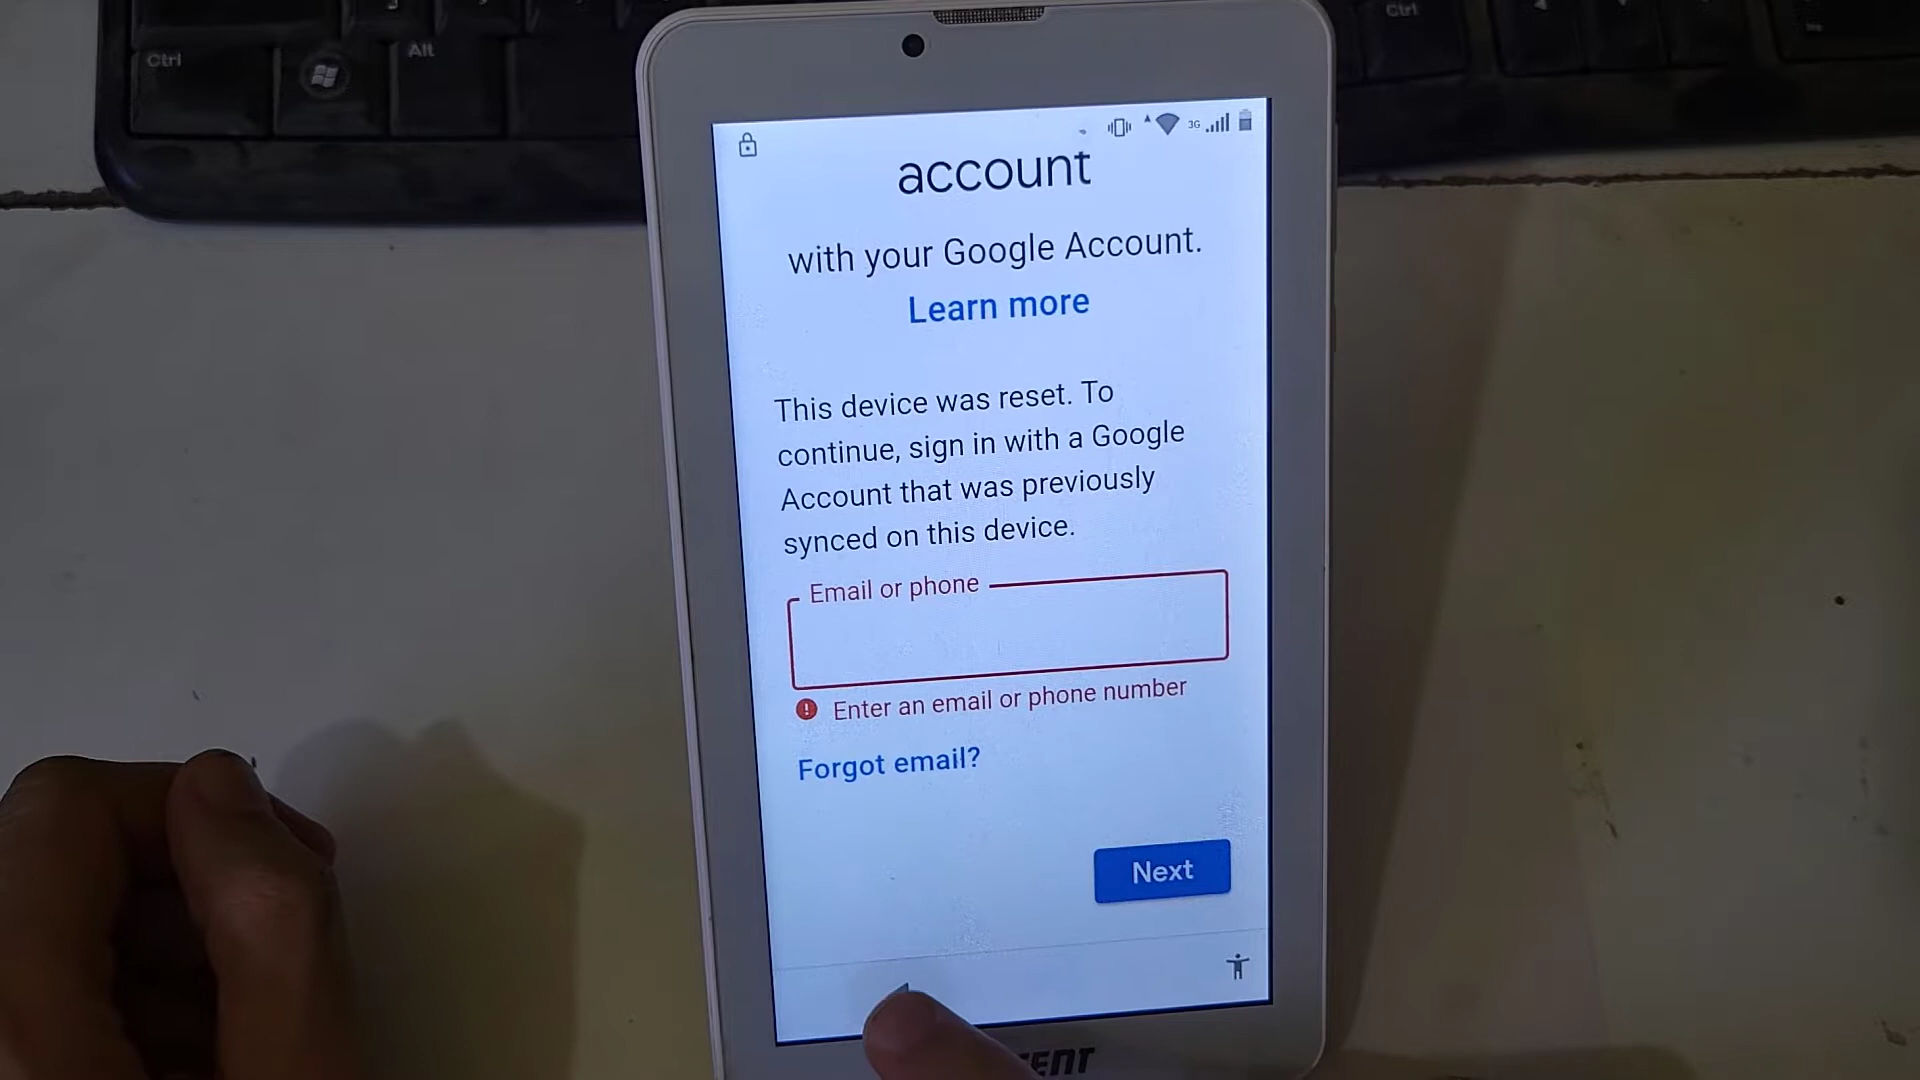 Ctrl
Alt
Ctrl
3G
account
with your Google Account.
Learn more
This device was reset. To
continue, sign in with a Google
Account that was previously
synced on this device.
Email or phone
Enter an email or phone number
Forgot email?
Next